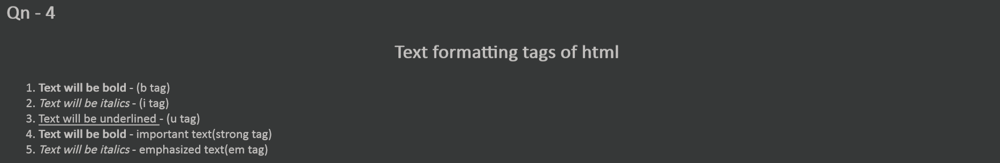 Qn - 4
Text formatting tags of html
1. Text will be bold - (b tag)
2. Text will be italics - (i tag)
3. Text will be underlined - (u tag)
4. Text will be bold - important text(strong tag)
5. Text will be italics - emphasized text(em tag)